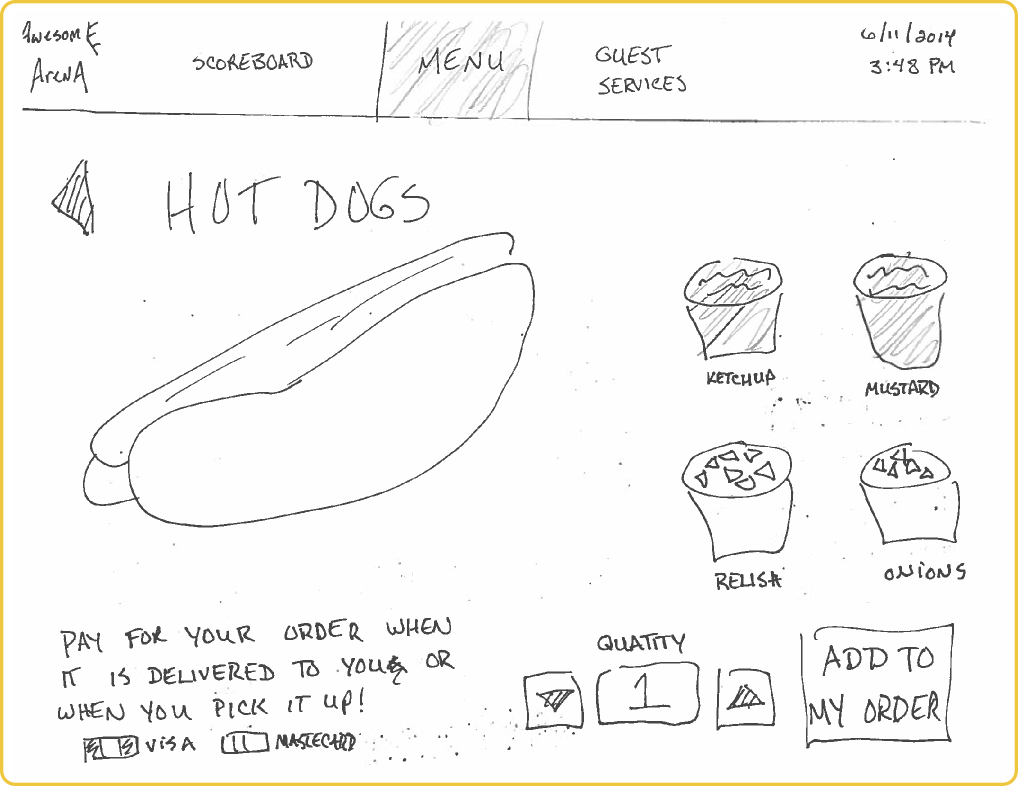 AwesomE
ArenA
SCOREBOARD
MENU
GUEST
SERVICES
6/11/2014
3:48 PM
HOT DOGS
KETCHUP
MUSTARD
RELISH
ONIONS
PAY FOR YOUR ORDER WHEN
IT IS DELIVERED TO YOU OR
WHEN YOU PICK IT UP!
VISA
MASTECARD
QUATITY
1
ADD TO
MY ORDER